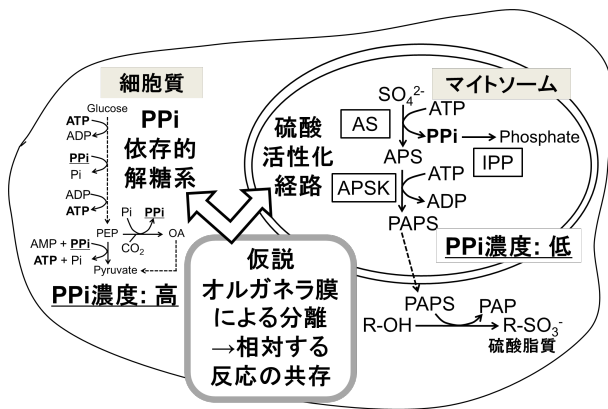 細胞質
Glucose
ATP
ADP
PPi
Pi
ADP
ATP
PEP
Pi
PPi
CO₂
OA
AMP + PPi
ATP + Pi
Pyruvate
PPi
依存的
解糖系
PPi濃度: 高
硫酸
活性化
経路
マイトソーム
SO₄²⁻
ATP
AS
PPi
Phosphate
APS
IPP
ATP
APSK
ADP
PAPS
PPi濃度: 低
仮説
オルガネラ膜
による分離
→相対する
反応の共存
PAPS
PAP
R-OH
R-SO₃⁻
硫酸脂質